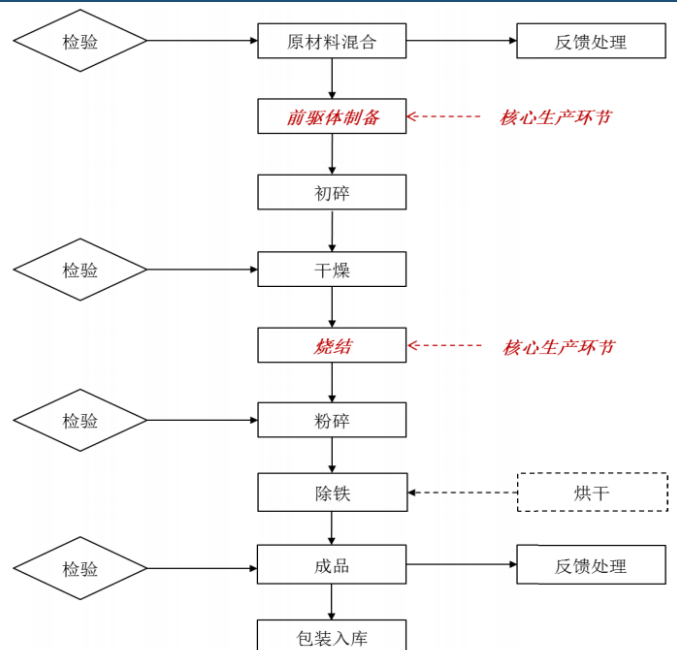 检验
原材料混合
反馈处理
前驱体制备
核心生产环节
初碎
检验
干燥
烧结
核心生产环节
检验
粉碎
除铁
烘干
检验
成品
反馈处理
包装入库